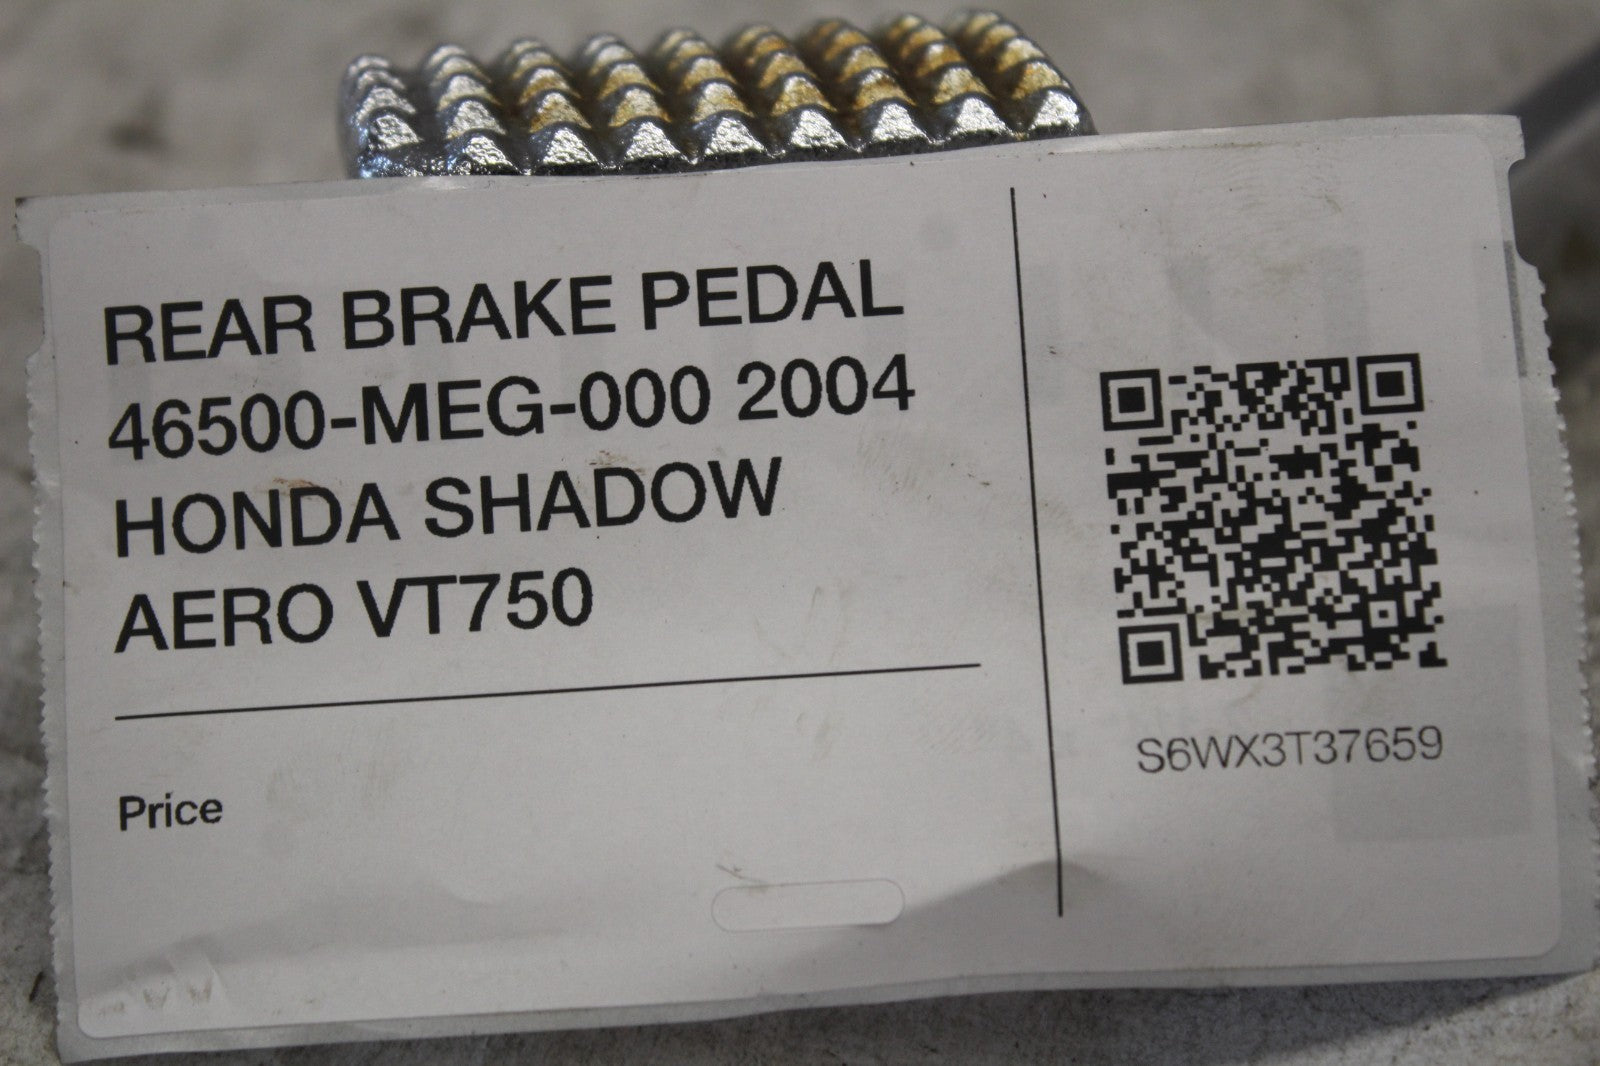 REAR BRAKE PEDAL
46500-MEG-000 2004
HONDA SHADOW
AERO VT750
Price
S6WX3T37659